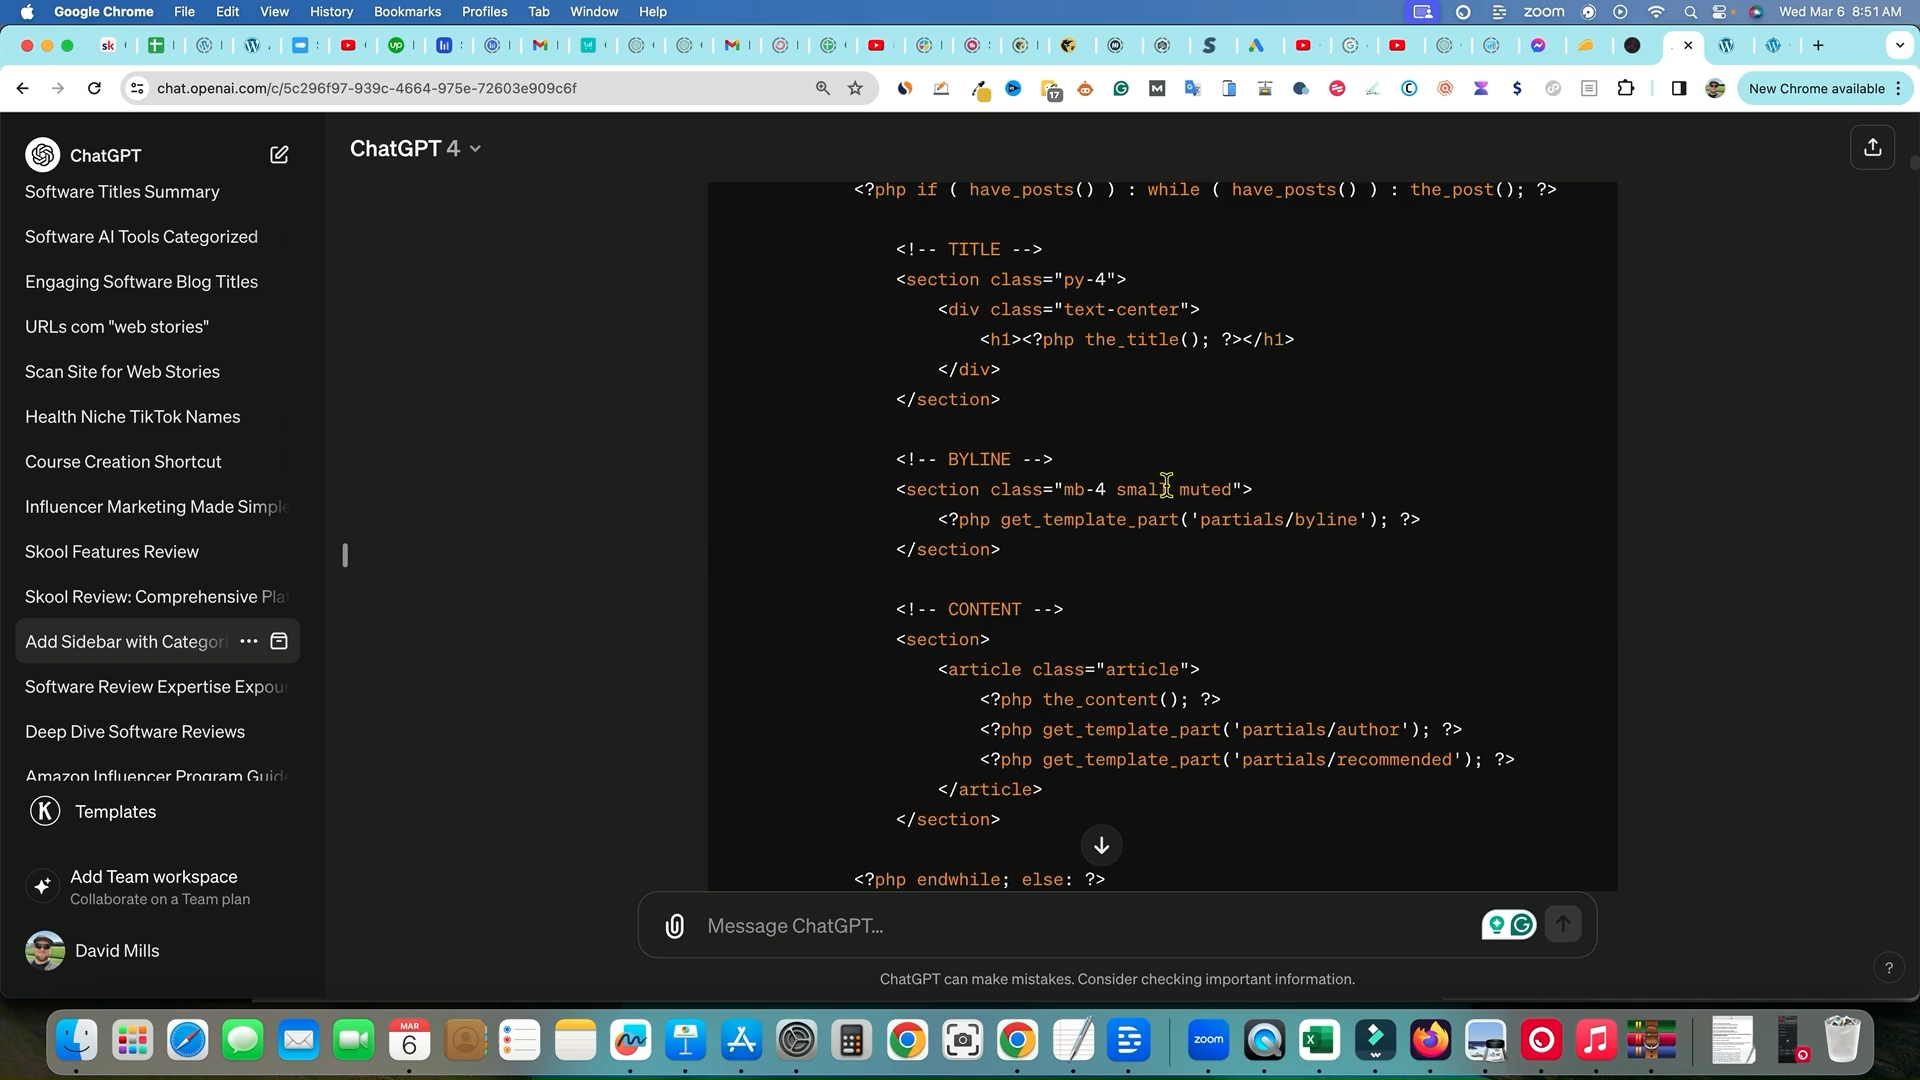 Google Chrome File Edit View History Bookmarks Profiles Tab Window Help
zoom Wed Mar 6 8:51 AM
chat.openai.com/c/5c296f97-939c-4664-975e-72603e909c6f
17
New Chrome available
ChatGPT
Software Titles Summary
Software AI Tools Categorized
Engaging Software Blog Titles
URLs com "web stories"
Scan Site for Web Stories
Health Niche TikTok Names
Course Creation Shortcut
Influencer Marketing Made Simple
Skool Features Review
Skool Review: Comprehensive Pla
Add Sidebar with Categori
Software Review Expertise Expou
Deep Dive Software Reviews
Amazon Influencer Program Guide
Templates
Add Team workspace
Collaborate on a Team plan
David Mills
ChatGPT 4
<?php if ( have_posts() ) : while ( have_posts() ) : the_post(); ?>
<!-- TITLE -->
<section class="py-4">
<div class="text-center">
<h1><?php the_title(); ?></h1>
</div>
</section>
<!-- BYLINE -->
<section class="mb-4 small muted">
<?php get_template_part('partials/byline'); ?>
</section>
<!-- CONTENT -->
<section>
<article class="article">
<?php the_content(); ?>
<?php get_template_part('partials/author'); ?>
<?php get_template_part('partials/recommended'); ?>
</article>
</section>
<?php endwhile; else: ?>
Message ChatGPT...
ChatGPT can make mistakes. Consider checking important information.
?
MAR
6
zoom